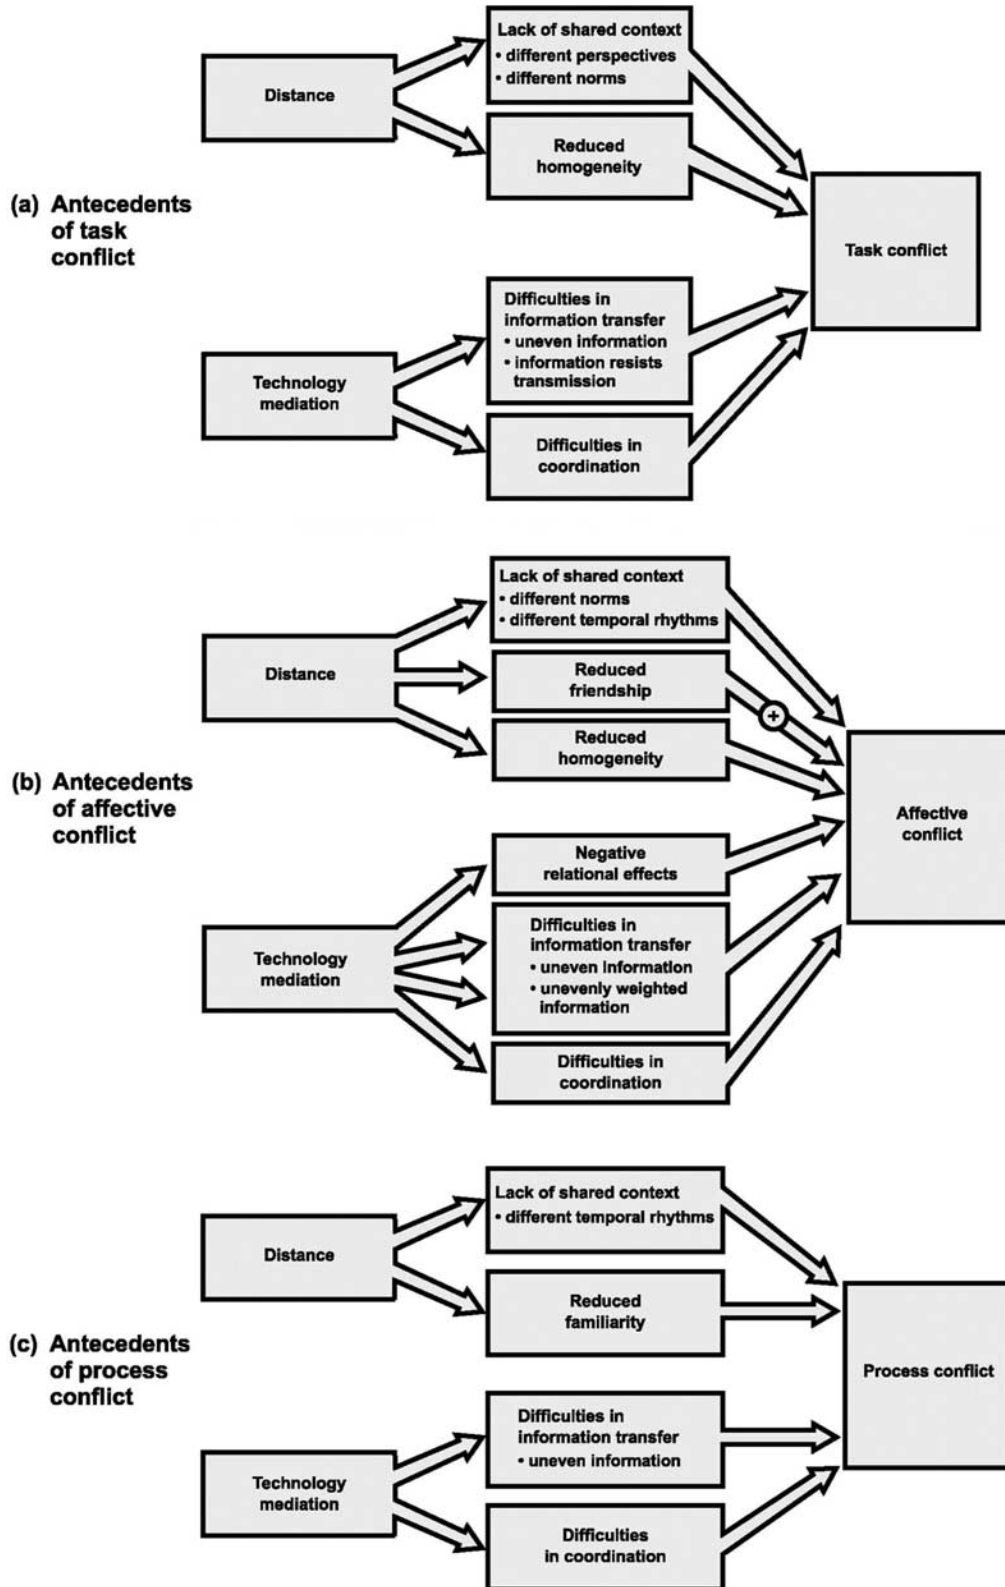 Lack of shared context
• different perspectives
• different norms
Distance
Reduced
homogeneity
(a) Antecedents
of task
conflict
Task conflict
Difficulties in
information transfer
• uneven information
• information resists
transmission
Technology
mediation
Difficulties in
coordination
Lack of shared context
• different norms
• different temporal rhythms
Distance
Reduced
friendship
+
Reduced
homogeneity
(b) Antecedents
of affective
conflict
Affective
conflict
Negative
relational effects
Difficulties in
information transfer
• uneven information
• unevenly weighted
information
Technology
mediation
Difficulties in
coordination
Lack of shared context
• different temporal rhythms
Distance
Reduced
familiarity
(c) Antecedents
of process
conflict
Process conflict
Difficulties in
information transfer
• uneven information
Technology
mediation
Difficulties
in coordination